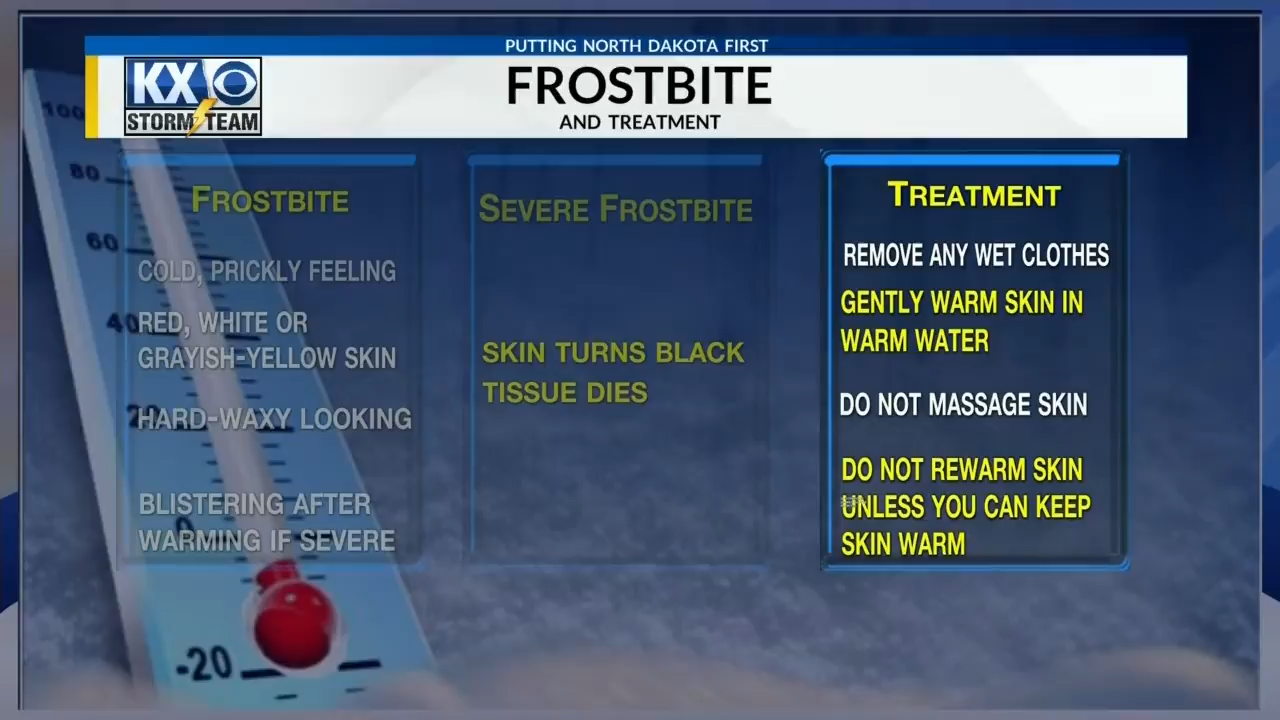 PUTTING NORTH DAKOTA FIRST
KX
STORM TEAM
FROSTBITE
AND TREATMENT
100
80
60
40
20
0
-20
FROSTBITE
COLD, PRICKLY FEELING
RED, WHITE OR
GRAYISH-YELLOW SKIN
HARD-WAXY LOOKING
BLISTERING AFTER
WARMING IF SEVERE
SEVERE FROSTBITE
SKIN TURNS BLACK
TISSUE DIES
TREATMENT
REMOVE ANY WET CLOTHES
GENTLY WARM SKIN IN
WARM WATER
DO NOT MASSAGE SKIN
DO NOT REWARM SKIN
UNLESS YOU CAN KEEP
SKIN WARM